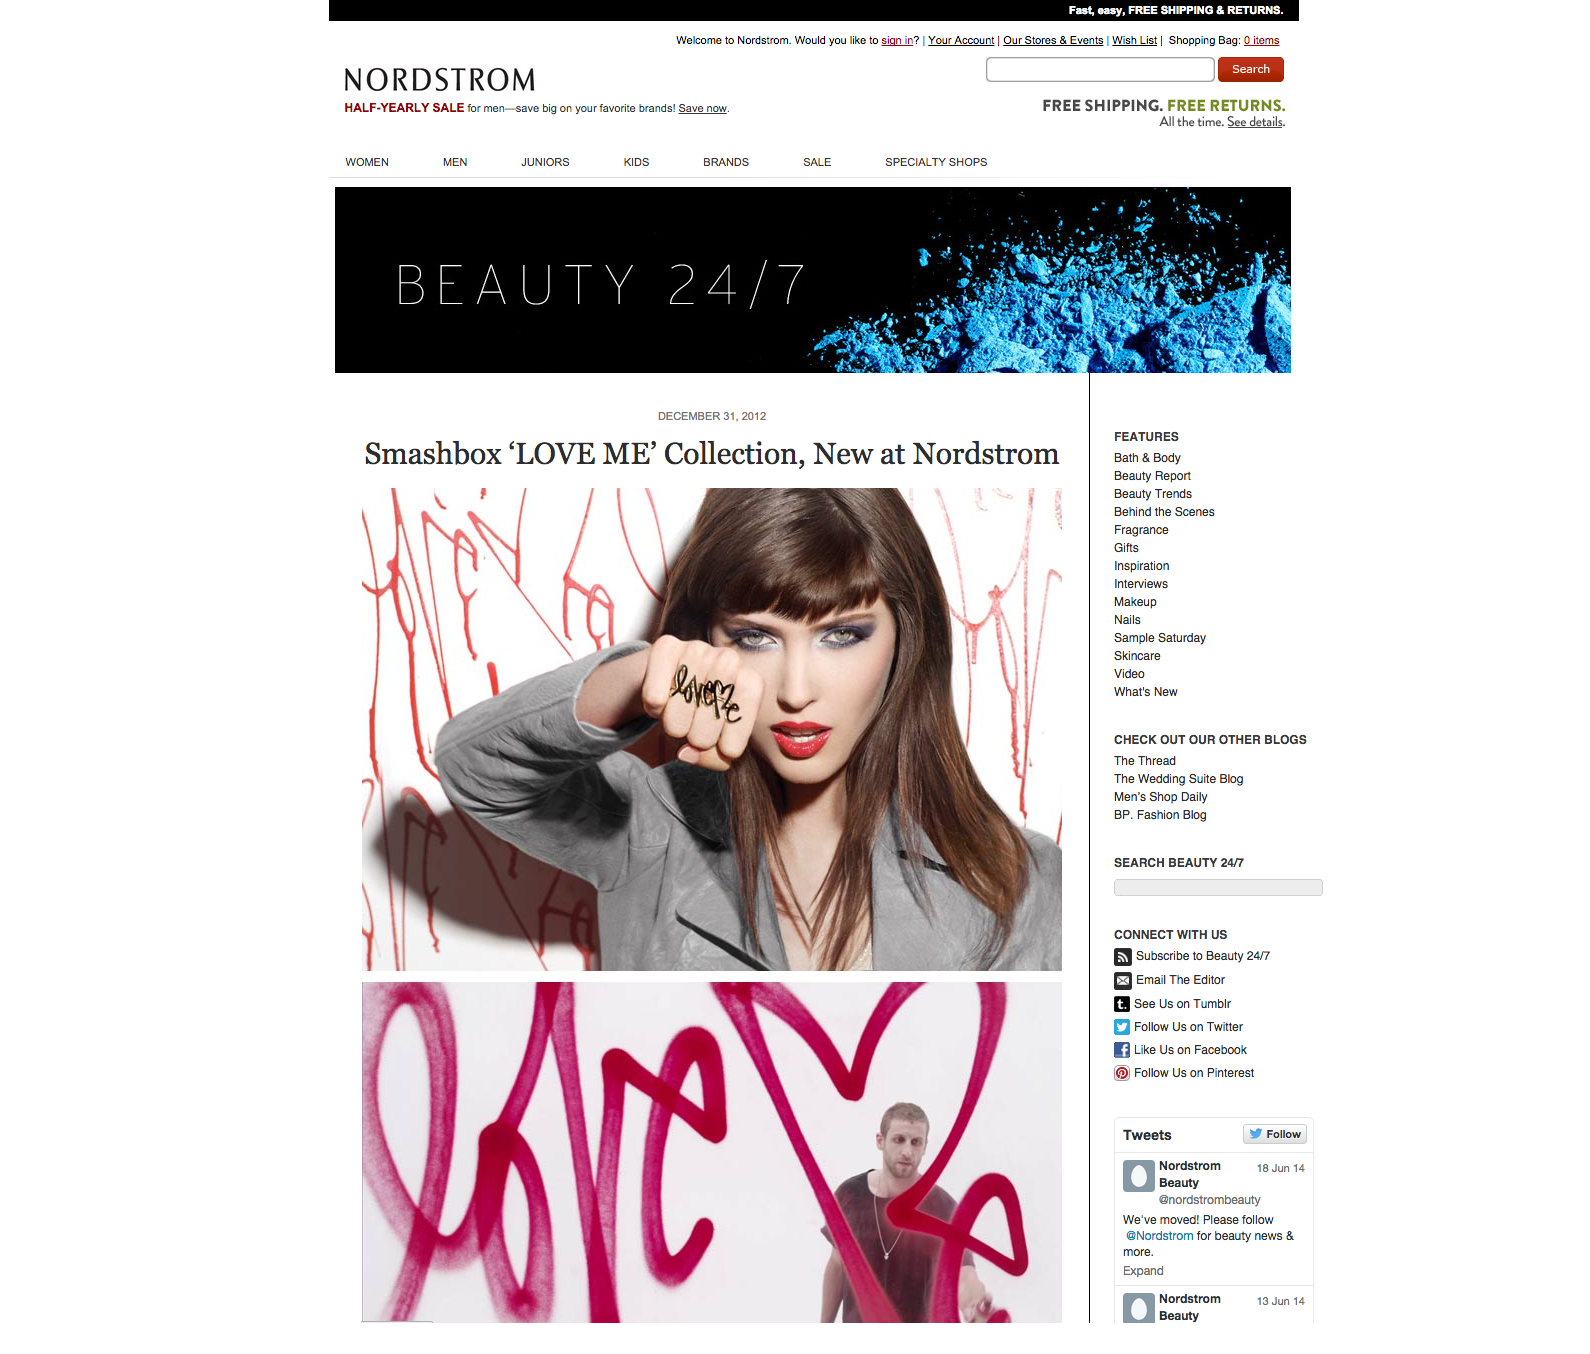 Fast, easy, FREE SHIPPING & RETURNS.
Welcome to Nordstrom. Would you like to sign in? | Your Account | Our Stores & Events | Wish List | Shopping Bag: 0 items
NORDSTROM
Search
HALF-YEARLY SALE for men—save big on your favorite brands! Save now.
FREE SHIPPING. FREE RETURNS.
All the time. See details.
WOMEN MEN JUNIORS KIDS BRANDS SALE SPECIALTY SHOPS
BEAUTY 24/7
DECEMBER 31, 2012
Smashbox ‘LOVE ME’ Collection, New at Nordstrom
love me
love
FEATURES
Bath & Body
Beauty Report
Beauty Trends
Behind the Scenes
Fragrance
Gifts
Inspiration
Interviews
Makeup
Nails
Sample Saturday
Skincare
Video
What's New
CHECK OUT OUR OTHER BLOGS
The Thread
The Wedding Suite Blog
Men's Shop Daily
BP. Fashion Blog
SEARCH BEAUTY 24/7
CONNECT WITH US
Subscribe to Beauty 24/7
Email The Editor
See Us on Tumblr
Follow Us on Twitter
Like Us on Facebook
Follow Us on Pinterest
Tweets
Follow
Nordstrom 18 Jun 14
Beauty
@nordstrombeauty
We've moved! Please follow
@Nordstrom for beauty news &
more.
Expand
Nordstrom 13 Jun 14
Beauty